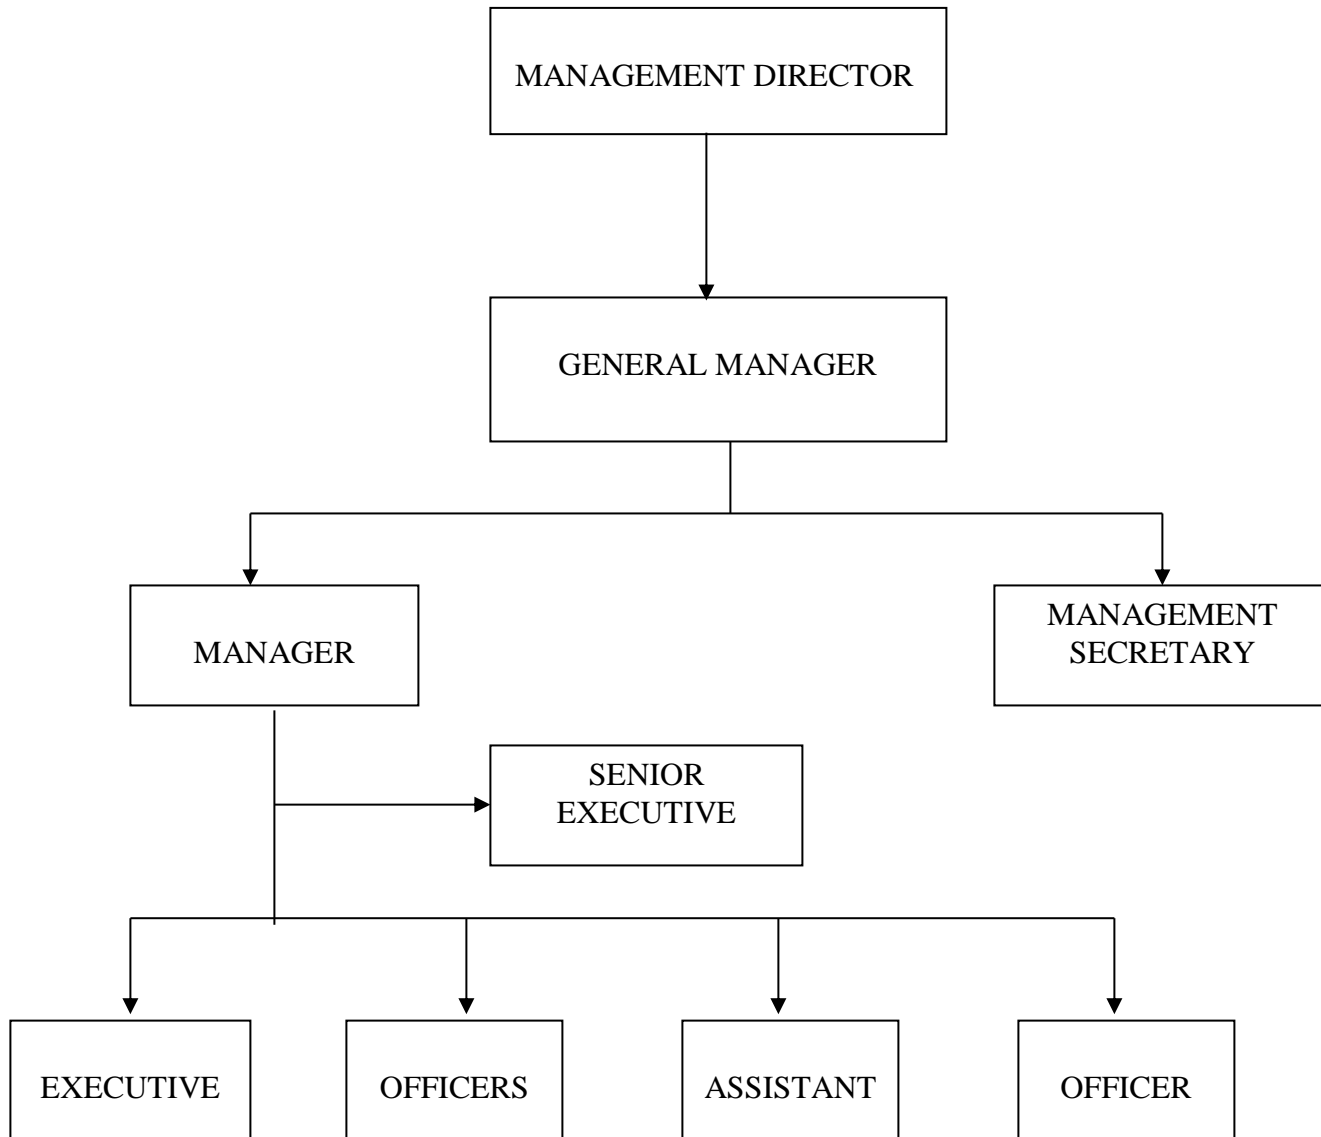 MANAGEMENT DIRECTOR
GENERAL MANAGER
MANAGER
MANAGEMENT
SECRETARY
SENIOR
EXECUTIVE
EXECUTIVE
OFFICERS
ASSISTANT
OFFICER